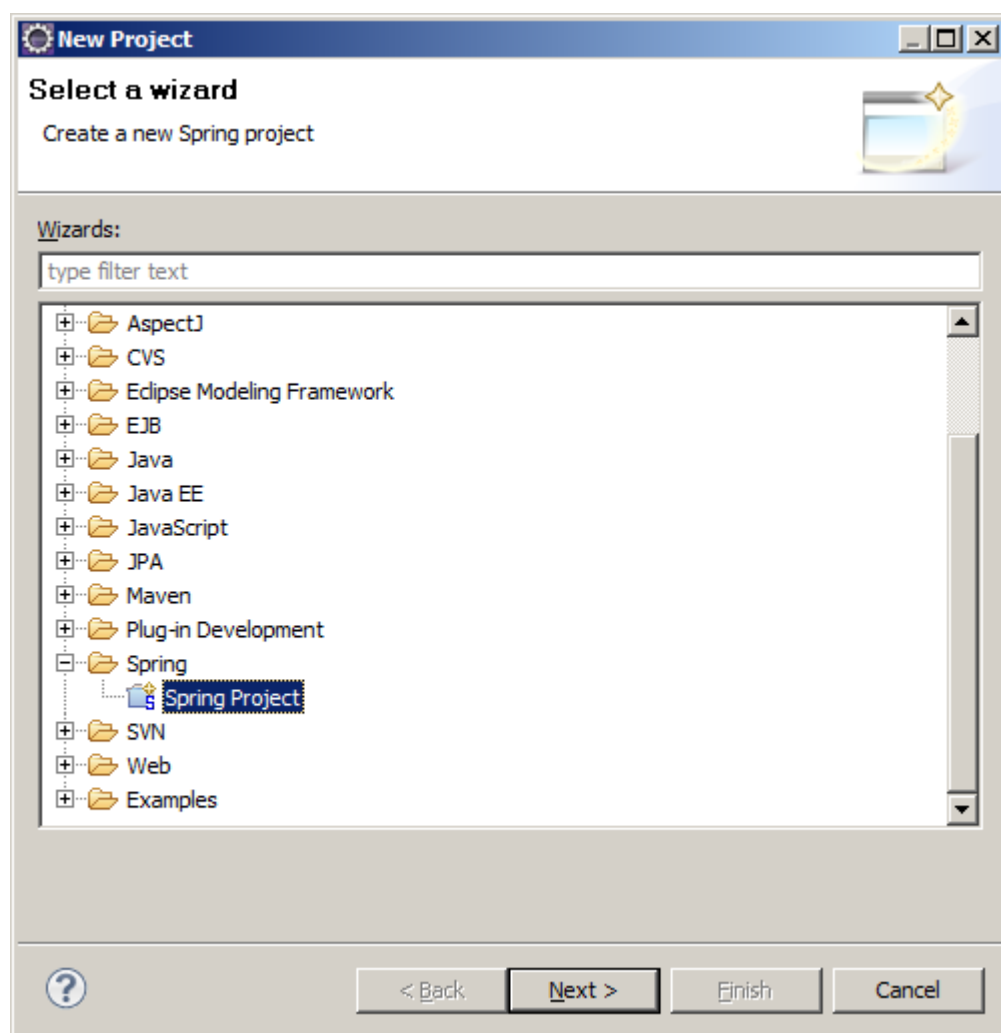 New Project
Select a wizard
Create a new Spring project
Wizards:
type filter text
AspectJ
CVS
Eclipse Modeling Framework
EJB
Java
Java EE
JavaScript
JPA
Maven
Plug-in Development
Spring
S Spring Project
SVN
Web
Examples
? < Back Next > Finish Cancel